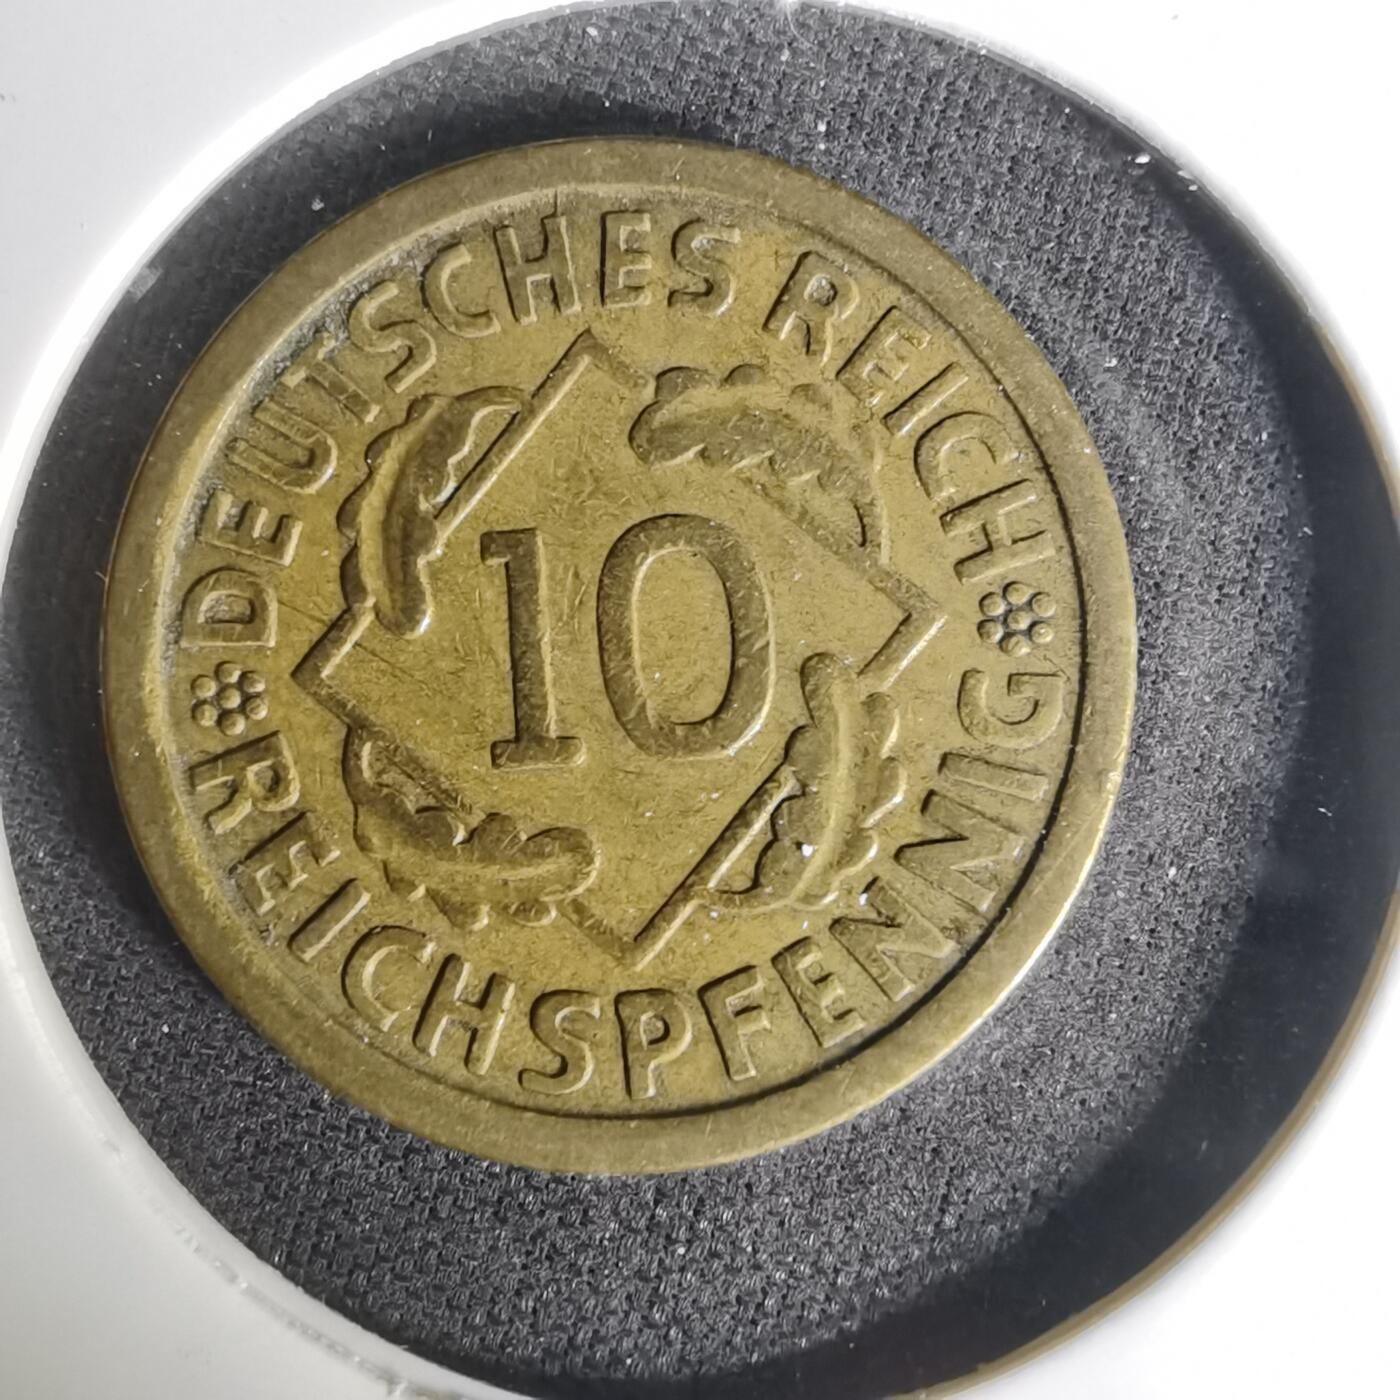 DEUTSCHES REICH
10
REICHSPFENNIG